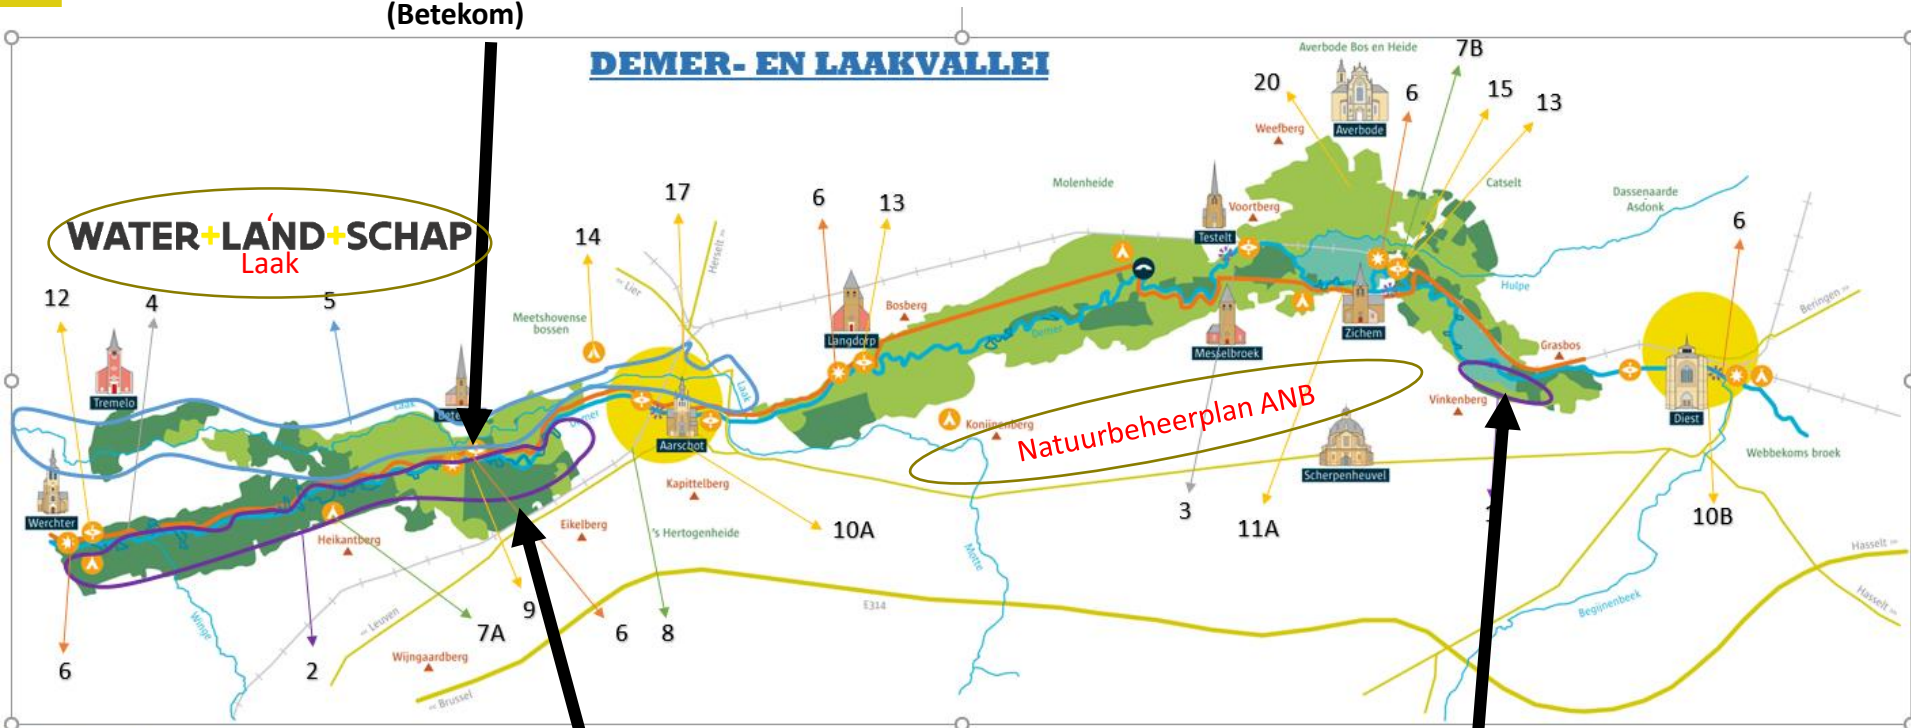 (Betekom)
DEMER- EN LAAKVALLEI
Averbode Bos en Heide
7B
20
6
15
13
Weefberg
Averbode
Molenheide
Catselt
Dassenaarde
Asdonk
17
6
13
Voortberg
6
WATER+LAND+SCHAP
Laak
14
Herselt
Testelt
Lier
Hulpe
Beringen
12
4
5
Meetshovense
bossen
Bosberg
Demer
Langdorp
Zichem
Messelbroek
Grasbos
Tremelo
Laak
Laak
Demer
Vinkenberg
Diest
Natuurbeheerplan ANB
Konijnenberg
Aarschot
Webbekoms broek
Scherpenheuvel
Kapittelberg
Werchter
3
11A
10B
Heikantberg
Eikelberg
's Hertogenheide
10A
Motte
Hasselt
Hasselt
Winge
Leuven
9
E314
Begijnenbeek
7A
6
8
6
2
Wijngaardberg
Brussel